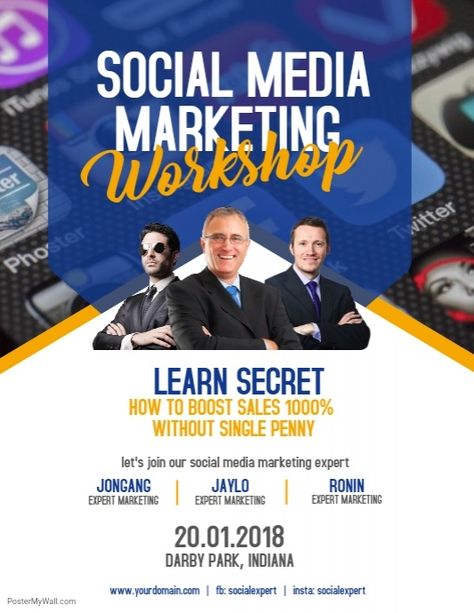 iTunes
SOCIAL MEDIA
MARKETING
Workshop
Twitter
LEARN SECRET
HOW TO BOOST SALES 1000%
WITHOUT SINGLE PENNY
let's join our social media marketing expert
JONGANG
EXPERT MARKETING
JAYLO
EXPERT MARKETING
RONIN
EXPERT MARKETING
20.01.2018
DARBY PARK, INDIANA
www.yourdomain.com | fb: socialexpert | insta: socialexpert
PosterMyWall.com